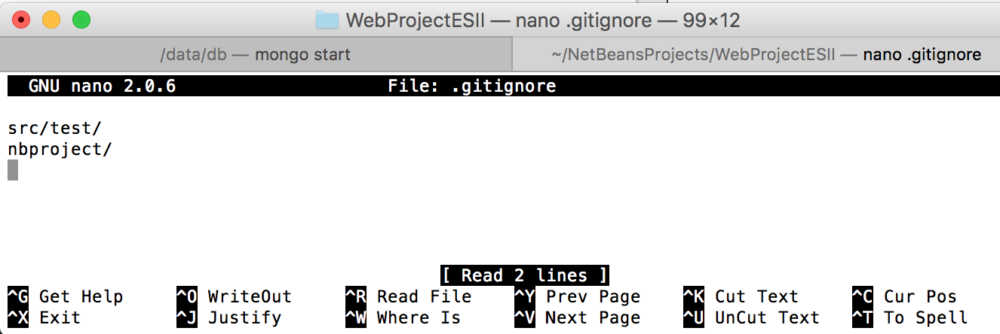 WebProjectESII — nano .gitignore — 99×12
/data/db — mongo start
~/NetBeansProjects/WebProjectESII — nano .gitignore
GNU nano 2.0.6 File: .gitignore
src/test/
nbproject/
[ Read 2 lines ]
^G Get Help ^O WriteOut ^R Read File ^Y Prev Page ^K Cut Text ^C Cur Pos
^X Exit ^J Justify ^W Where Is ^V Next Page ^U UnCut Text ^T To Spell